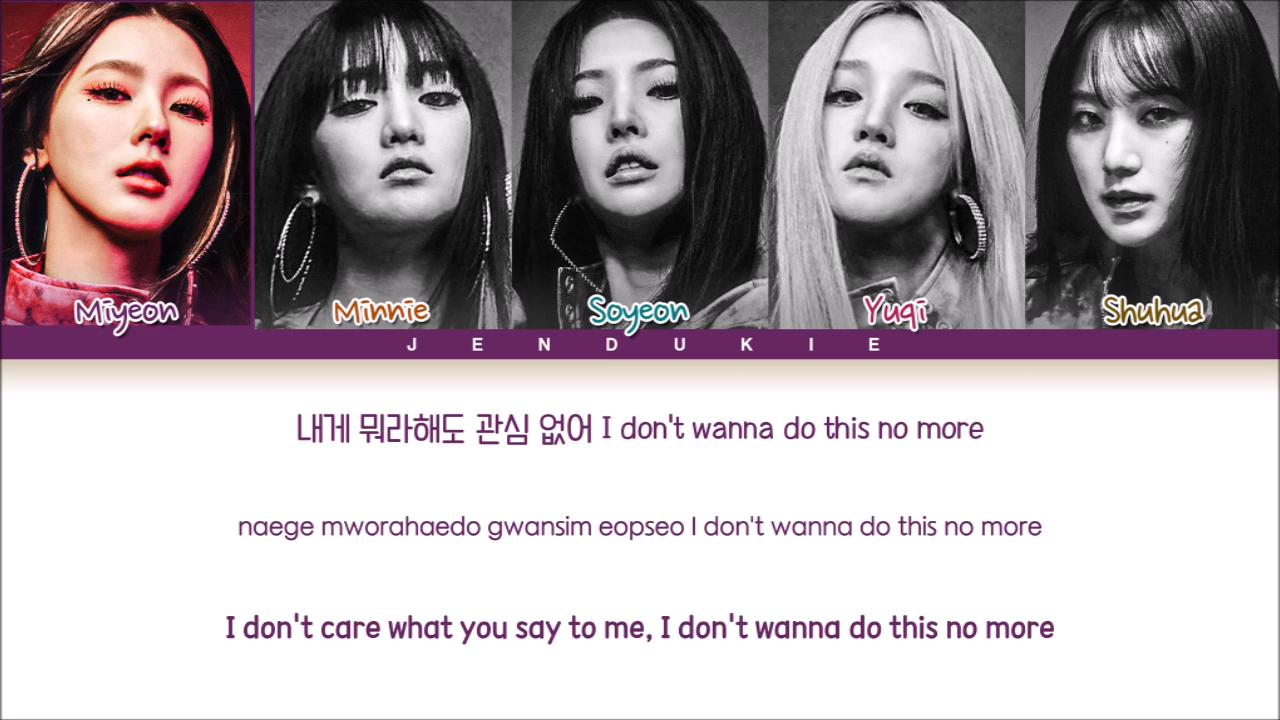 Miyeon Minnie Soyeon Yuqi Shuhua
JENDUKIE
내게 뭐라해도 관심 없어 I don't wanna do this no more
naege mworahaedo gwansim eopseo I don't wanna do this no more
I don't care what you say to me, I don't wanna do this no more